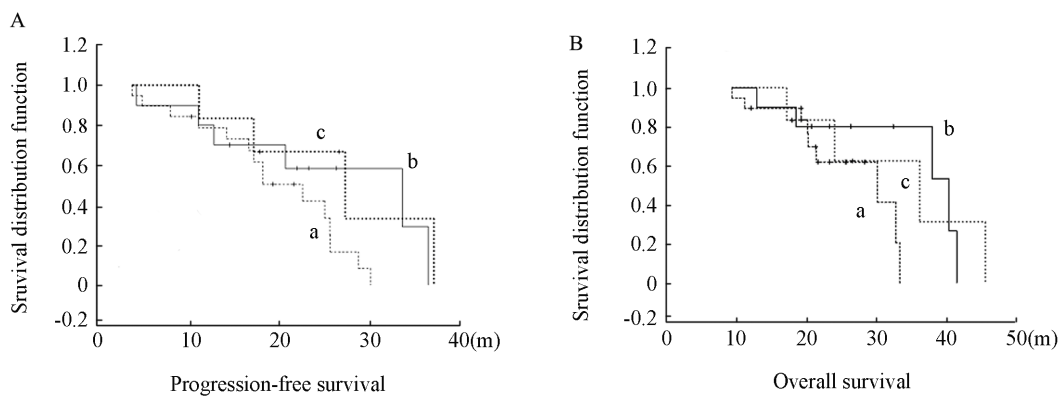 A
Sruvival distribution function
1.2
1.0
0.8
0.6
0.4
0.2
0
-0.2
c
b
a
0 10 20 30 40(m)
Progression-free survival
B
Sruvival distribution function
1.2
1.0
0.8
0.6
0.4
0.2
0
-0.2
b
c
a
0 10 20 30 40 50(m)
Overall survival